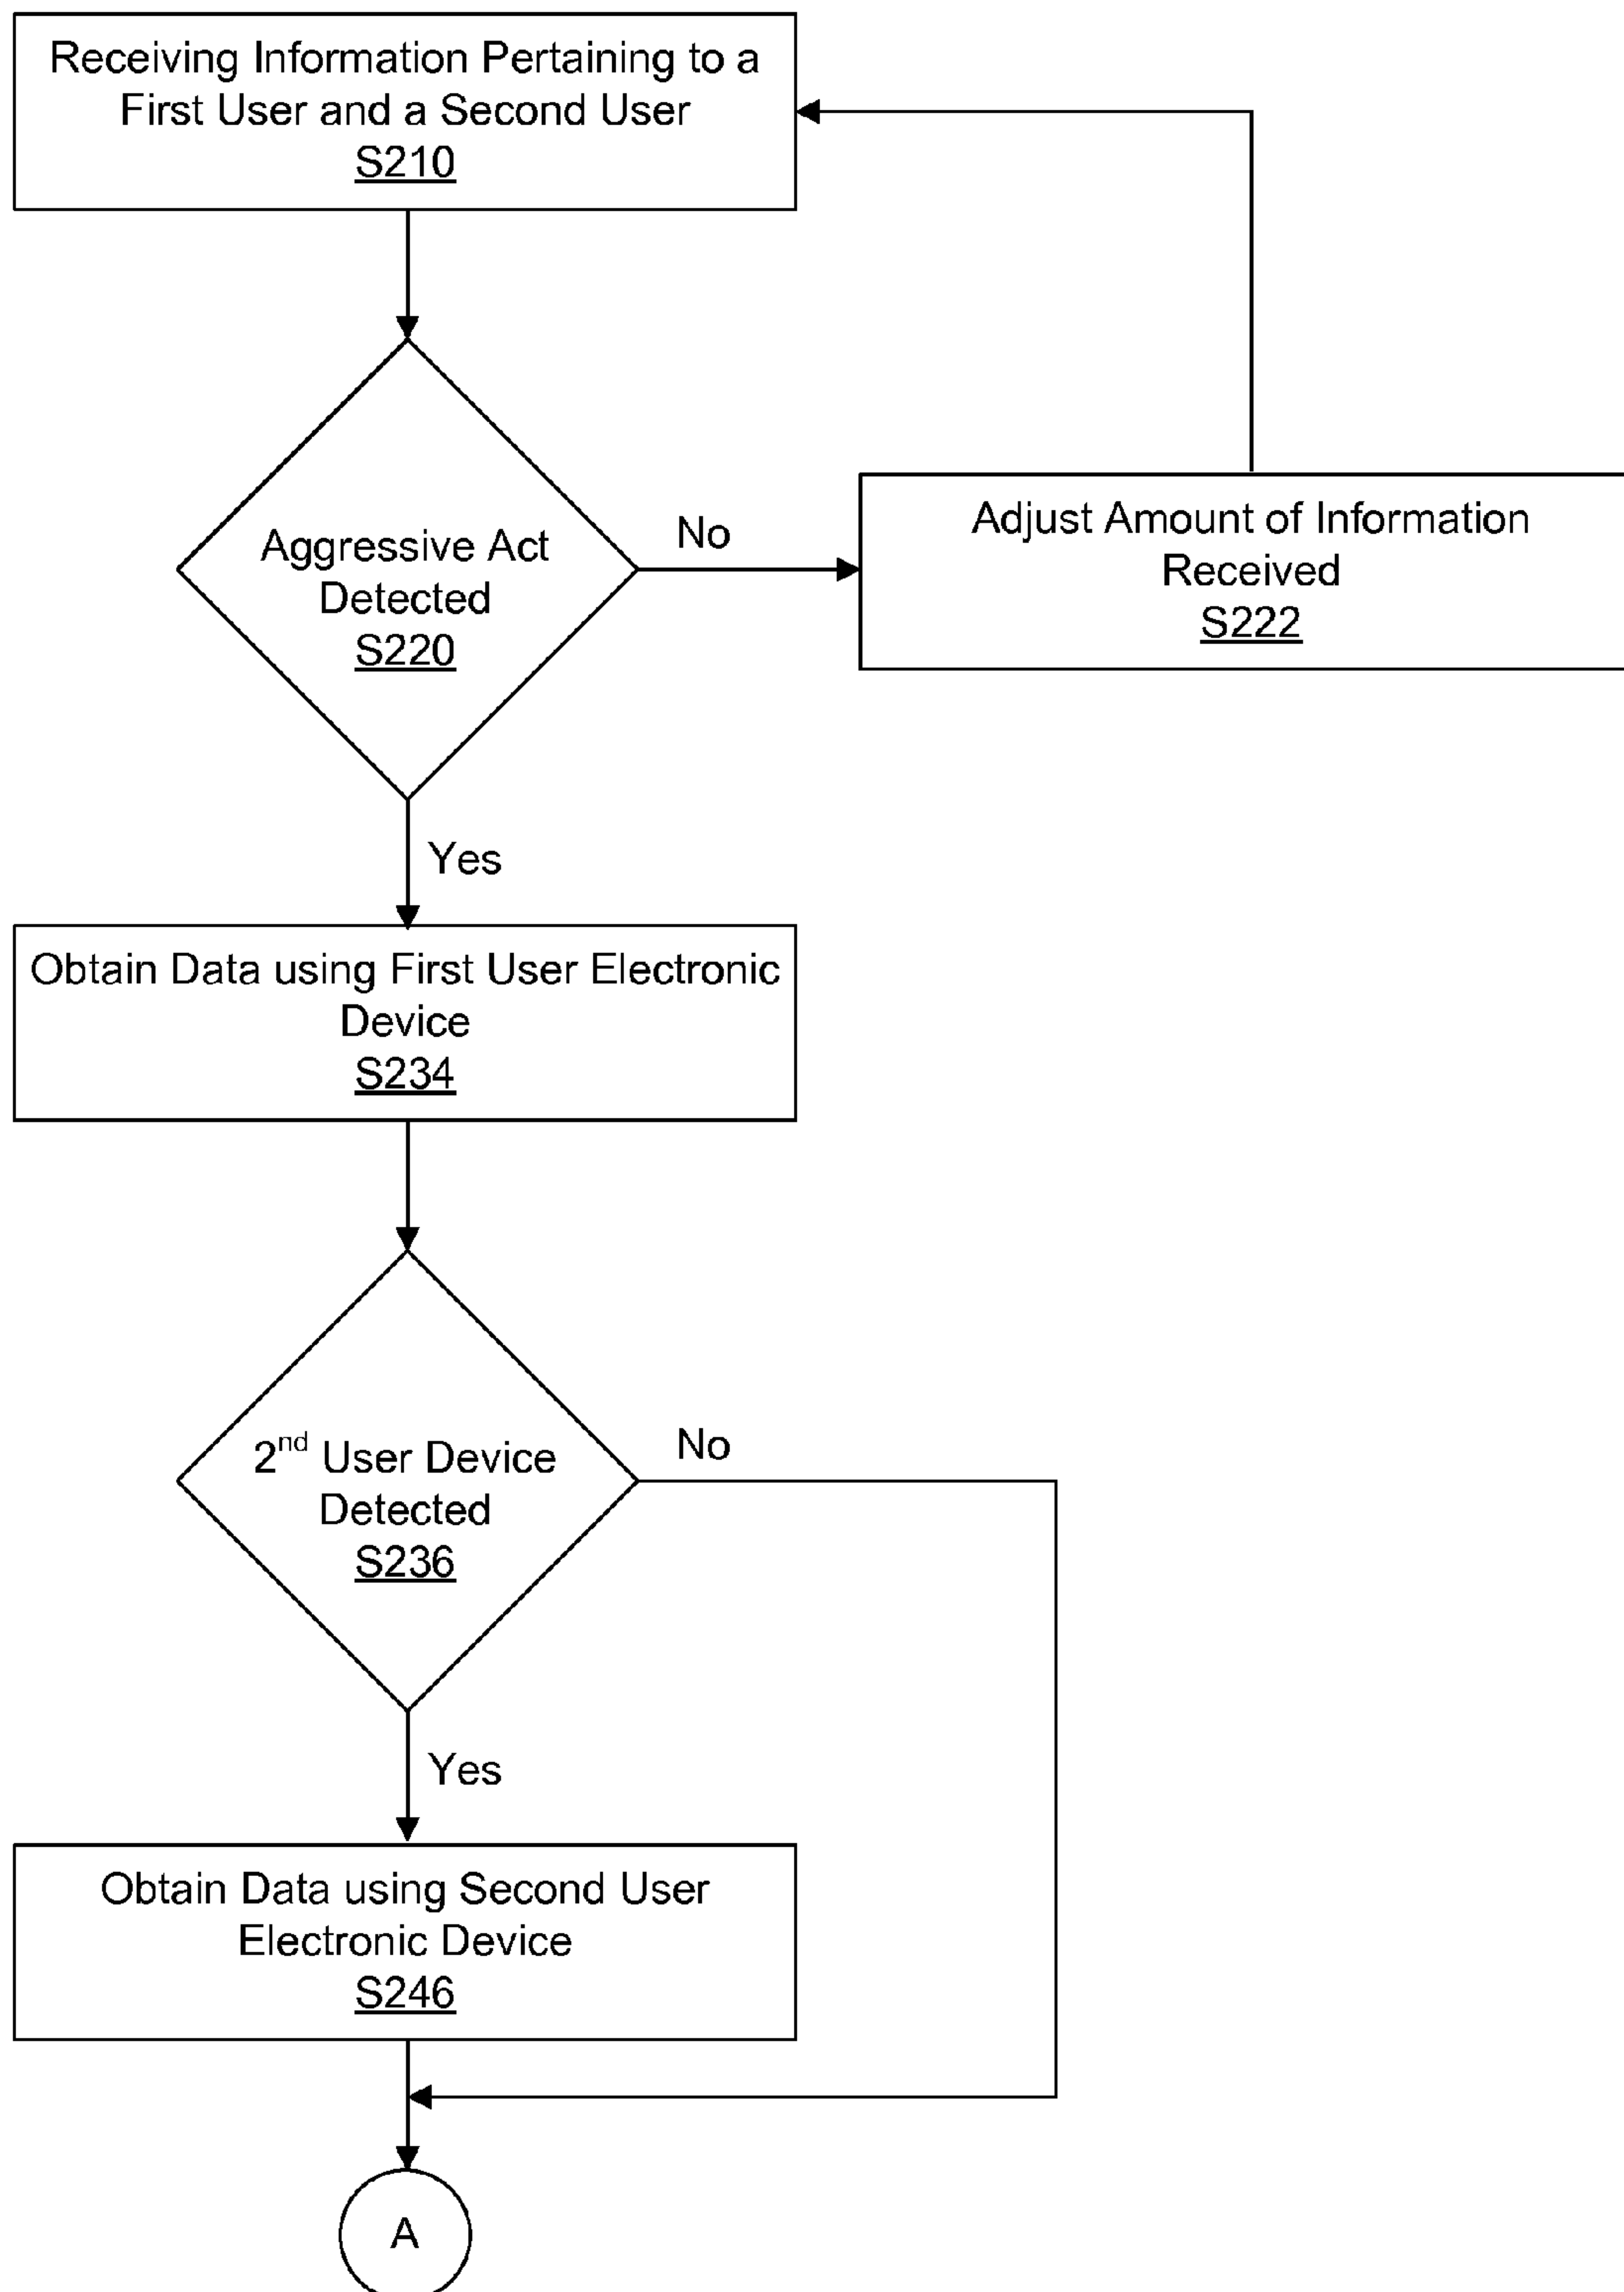 Receiving Information Pertaining to a
First User and a Second User
S210
Aggressive Act
Detected
S220
No
Adjust Amount of Information
Received
S222
Yes
Obtain Data using First User Electronic
Device
S234
2nd User Device
Detected
S236
No
Yes
Obtain Data using Second User
Electronic Device
S246
A